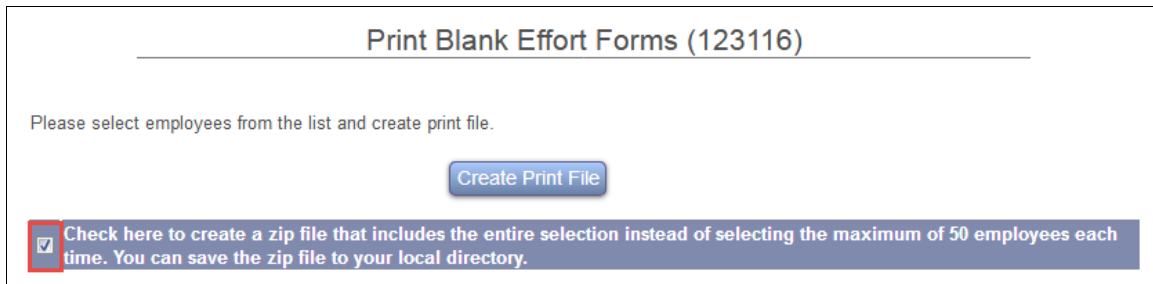 Print Blank Effort Forms (123116)
Please select employees from the list and create print file.
Create Print File
Check here to create a zip file that includes the entire selection instead of selecting the maximum of 50 employees each
time. You can save the zip file to your local directory.